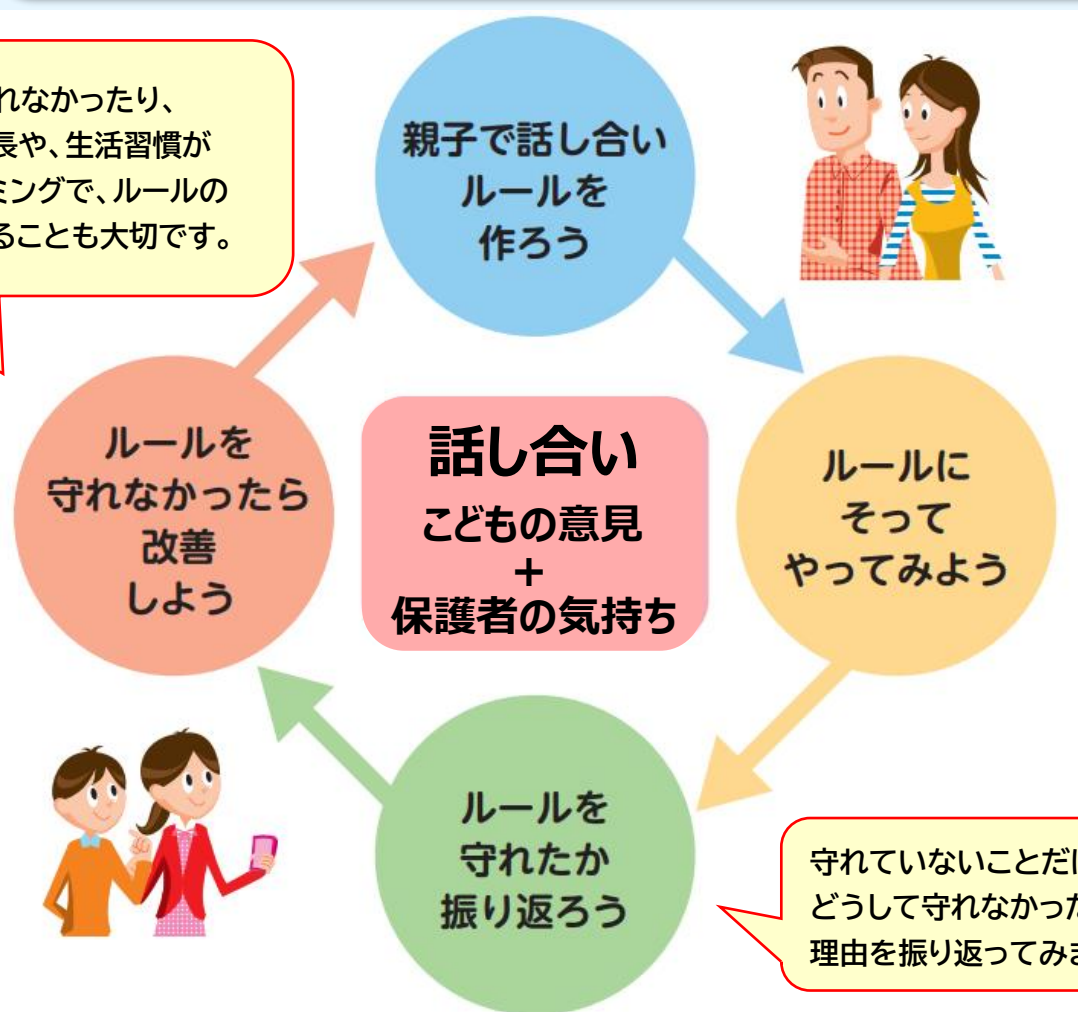 れなかったり、
長や、生活習慣が
ミングで、ルールの
ることも大切です。
親子で話し合い
ルールを
作ろう
ルールに
そって
やってみよう
ルールを
守れたか
振り返ろう
ルールを
守れなかったら
改善
しよう
話し合い
こどもの意見
+
保護者の気持ち
守れていないことだけ
どうして守れなかった
理由を振り返ってみ